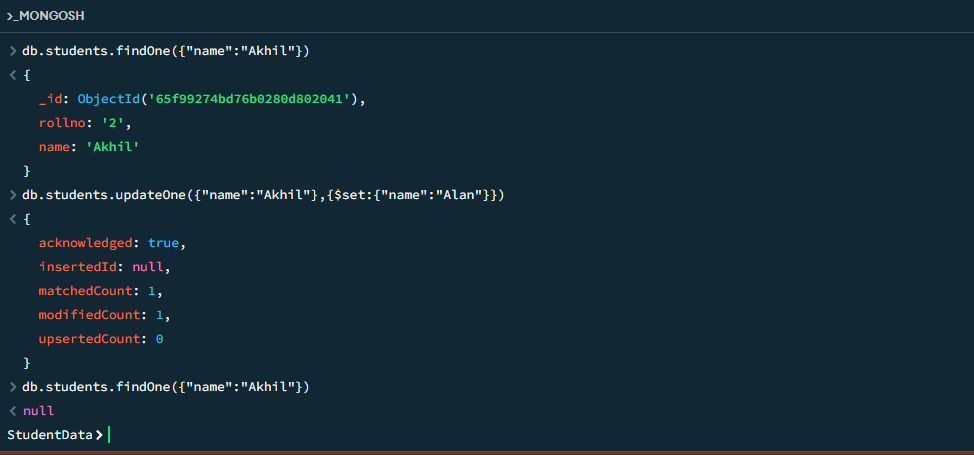 >_MONGOSH
> db.students.findOne({"name":"Akhil"})
< {
_id: ObjectId('65f99274bd76b0280d802041'),
rollno: '2',
name: 'Akhil'
}
> db.students.updateOne({"name":"Akhil"},{$set:{"name":"Alan"}})
< {
acknowledged: true,
insertedId: null,
matchedCount: 1,
modifiedCount: 1,
upsertedCount: 0
}
> db.students.findOne({"name":"Akhil"})
< null
StudentData>